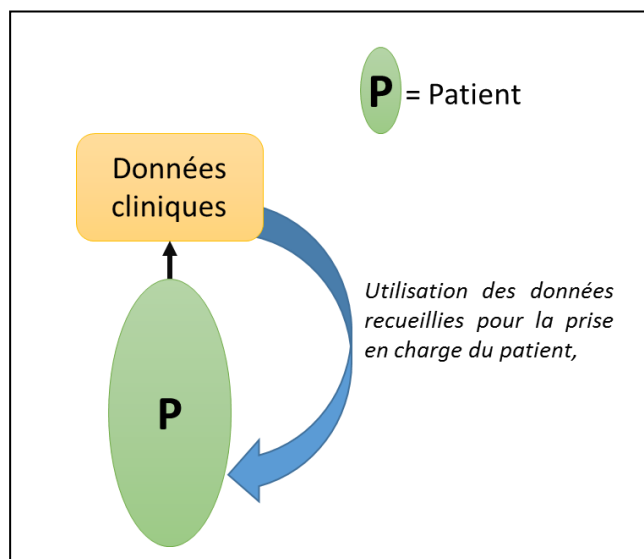 P = Patient
Données
cliniques
Utilisation des données
recueillies pour la prise
en charge du patient,
P